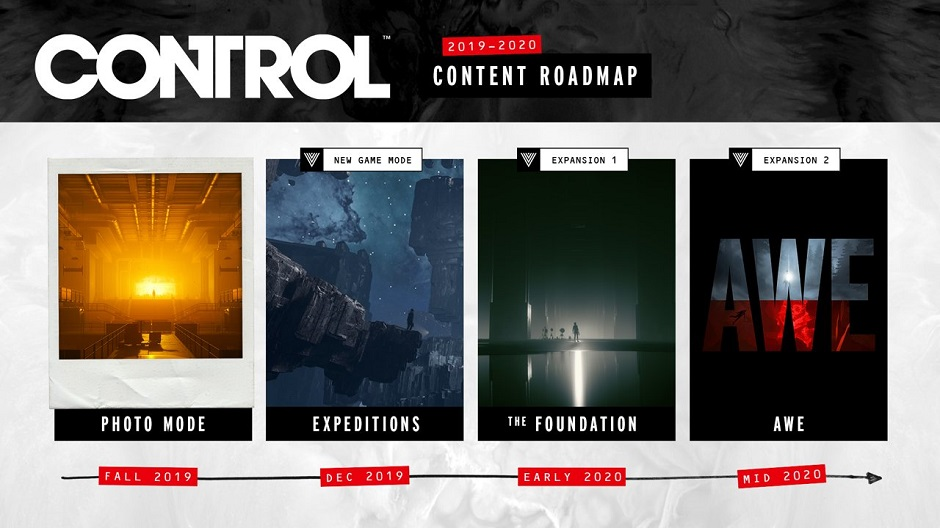 CONTROL™
2019-2020
CONTENT ROADMAP
NEW GAME MODE
EXPANSION 1
EXPANSION 2
AWE
PHOTO MODE
EXPEDITIONS
THE FOUNDATION
AWE
FALL 2019
DEC 2019
EARLY 2020
MID 2020